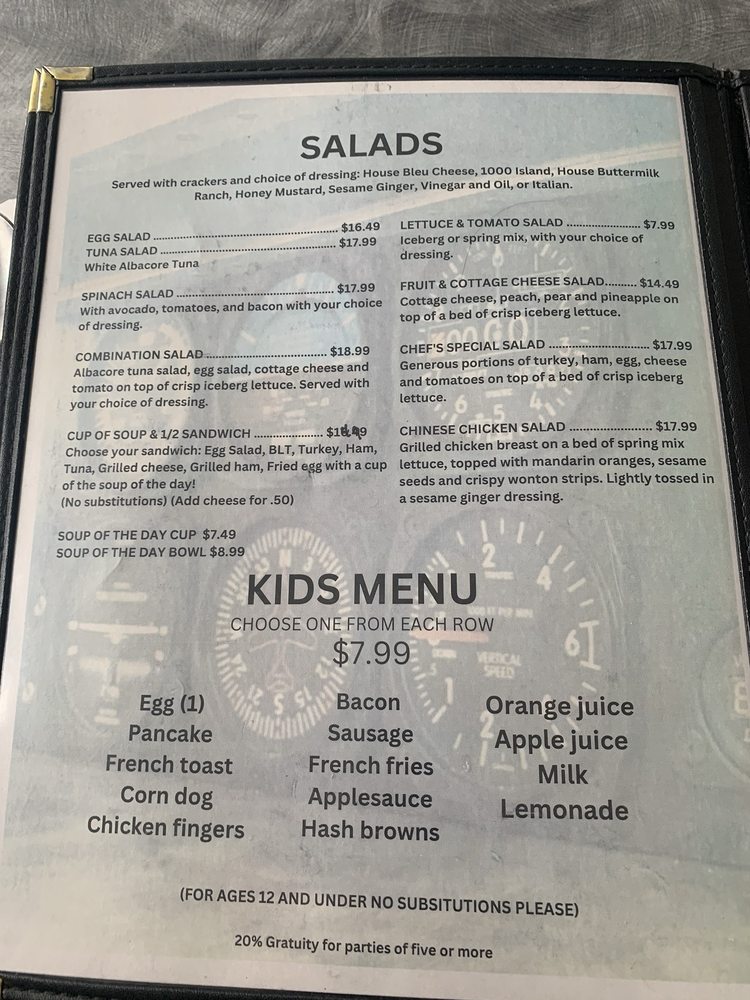 SALADS
Served with crackers and choice of dressing: House Bleu Cheese, 1000 Island, House Buttermilk
Ranch, Honey Mustard, Sesame Ginger, Vinegar and Oil, or Italian.
EGG SALAD ................................................ $16.49
TUNA SALAD ............................................. $17.99
White Albacore Tuna
SPINACH SALAD ........................................ $17.99
With avocado, tomatoes, and bacon with your choice
of dressing.
COMBINATION SALAD ............................... $18.99
Albacore tuna salad, egg salad, cottage cheese and
tomato on top of crisp iceberg lettuce. Served with
your choice of dressing.
CUP OF SOUP & 1/2 SANDWICH .................
Choose your sandwich: Egg Salad, BLT, Turkey, Ham,
Tuna, Grilled cheese, Grilled ham, Fried egg with a cup
of the soup of the day!
(No substitutions) (Add cheese for .50)
SOUP OF THE DAY CUP $7.49
SOUP OF THE DAY BOWL $8.99
LETTUCE & TOMATO SALAD .................. $7.99
Iceberg or spring mix, with your choice of
dressing.
FRUIT & COTTAGE CHEESE SALAD......... $14.49
Cottage cheese, peach, pear and pineapple on
top of a bed of crisp iceberg lettuce.
CHEF'S SPECIAL SALAD ......................... $17.99
Generous portions of turkey, ham, egg, cheese
and tomatoes on top of a bed of crisp iceberg
lettuce.
CHINESE CHICKEN SALAD ..................... $17.99
Grilled chicken breast on a bed of spring mix
lettuce, topped with mandarin oranges, sesame
seeds and crispy wonton strips. Lightly tossed in
a sesame ginger dressing.
KIDS MENU
CHOOSE ONE FROM EACH ROW
$7.99
Egg (1)
Pancake
French toast
Corn dog
Chicken fingers
Bacon
Sausage
French fries
Applesauce
Hash browns
Orange juice
Apple juice
Milk
Lemonade
(FOR AGES 12 AND UNDER NO SUBSITUTIONS PLEASE)
20% Gratuity for parties of five or more
2
4
6
VERTICAL
SPEED
1
2